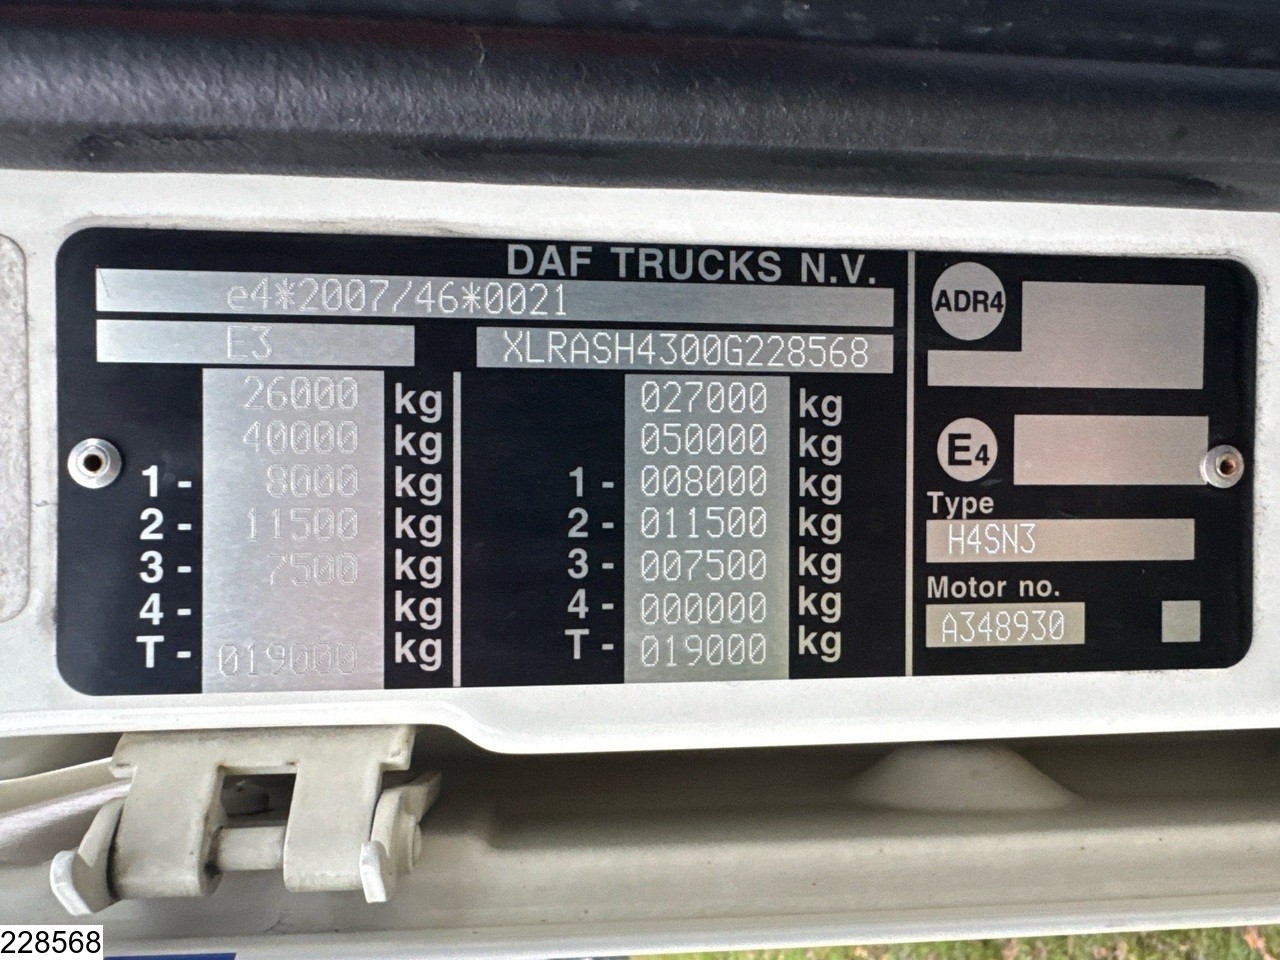 DAF TRUCKS N.V.
e4*2007/46*0021
E3 XLRASH4300G228568
26000 kg 027000 kg
40000 kg 050000 kg
1- 8000 kg 1- 008000 kg
2- 11500 kg 2- 011500 kg
3- 7500 kg 3- 007500 kg
4- kg 4- 000000 kg
T- 019000 kg T- 019000 kg
ADR4
E4
Type
H4SN3
Motor no.
A348930
228568